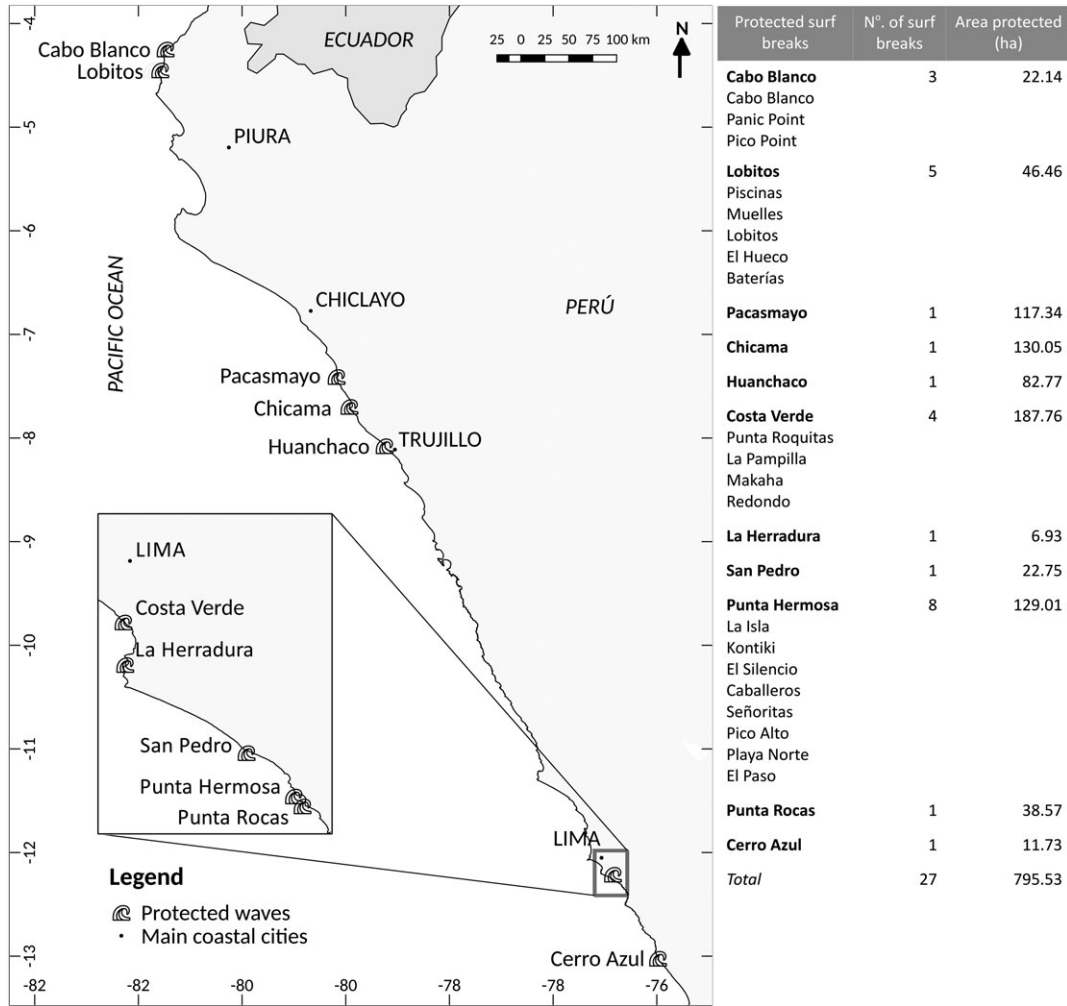 -4
-5
-6
-7
-8
-9
-10
-11
-12
-13
-82
-82
-80
-80
-78
-77
-76
ECUADOR
25 0 25 50 75 100 km
N
Cabo Blanco
Lobitos
PIURA
PACIFIC OCEAN
CHICLAYO
PERÚ
Pacasmayo
Chicama
Huanchaco
TRUJILLO
LIMA
Costa Verde
La Herradura
San Pedro
Punta Hermosa
Punta Rocas
LIMA
Cerro Azul
Legend
Protected waves
Main coastal cities
Protected surf breaks Nº. of surf breaks Area protected (ha)
Cabo Blanco 3 22.14
Cabo Blanco
Panic Point
Pico Point
Lobitos 5 46.46
Piscinas
Muelles
Lobitos
El Hueco
Baterías
Pacasmayo 1 117.34
Chicama 1 130.05
Huanchaco 1 82.77
Costa Verde 4 187.76
Punta Roquitas
La Pampilla
Makaha
Redondo
La Herradura 1 6.93
San Pedro 1 22.75
Punta Hermosa 8 129.01
La Isla
Kontiki
El Silencio
Caballeros
Señoritas
Pico Alto
Playa Norte
El Paso
Punta Rocas 1 38.57
Cerro Azul 1 11.73
Total 27 795.53